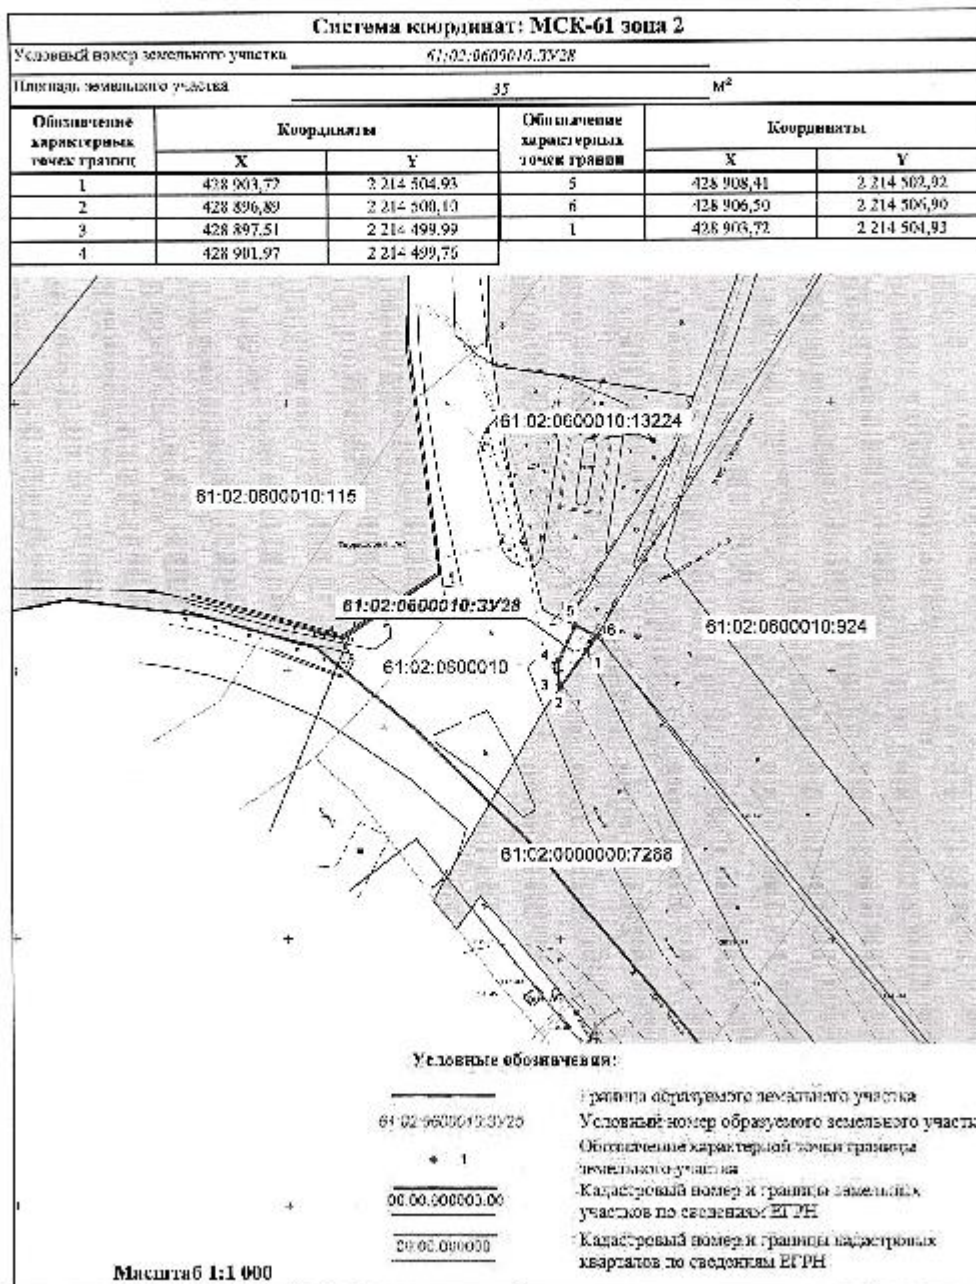 Система координат: МСК-61 зона 2
Условный номер земельного участка 61:02:0600010:ЗУ28
Площадь земельного участка 35 м²
Обозначение характерных точек границ Координаты Обозначение характерных точек границ Координаты
X Y X Y
1 428 903,72 2 214 504,93 5 428 908,41 2 214 502,92
2 428 896,89 2 214 500,10 6 428 906,50 2 214 506,90
3 428 897,51 2 214 499,99 1 428 903,72 2 214 504,93
4 428 901,97 2 214 499,76
61:02:0600010:13224
61:02:0600010:115
61:02:0600010:ЗУ28
5
6
61:02:0600010:924
4
61:02:0600010
1
3
2
61:02:0000000:7288
Условные обозначения:
Граница образуемого земельного участка
61:02:0600010:ЗУ28 Условный номер образуемого земельного участка
1 Обозначение характерной точки границы
земельного участка
00:00:000000:00 Кадастровый номер и границы земельных
участков по сведениям ЕГРН
00:00:000000 Кадастровый номер и границы кадастровых
кварталов по сведениям ЕГРН
Масштаб 1:1 000